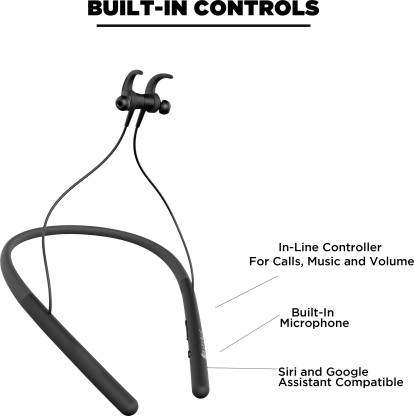 BUILT-IN CONTROLS
In-Line Controller
For Calls, Music and Volume
Built-In
Microphone
Siri and Google
Assistant Compatible